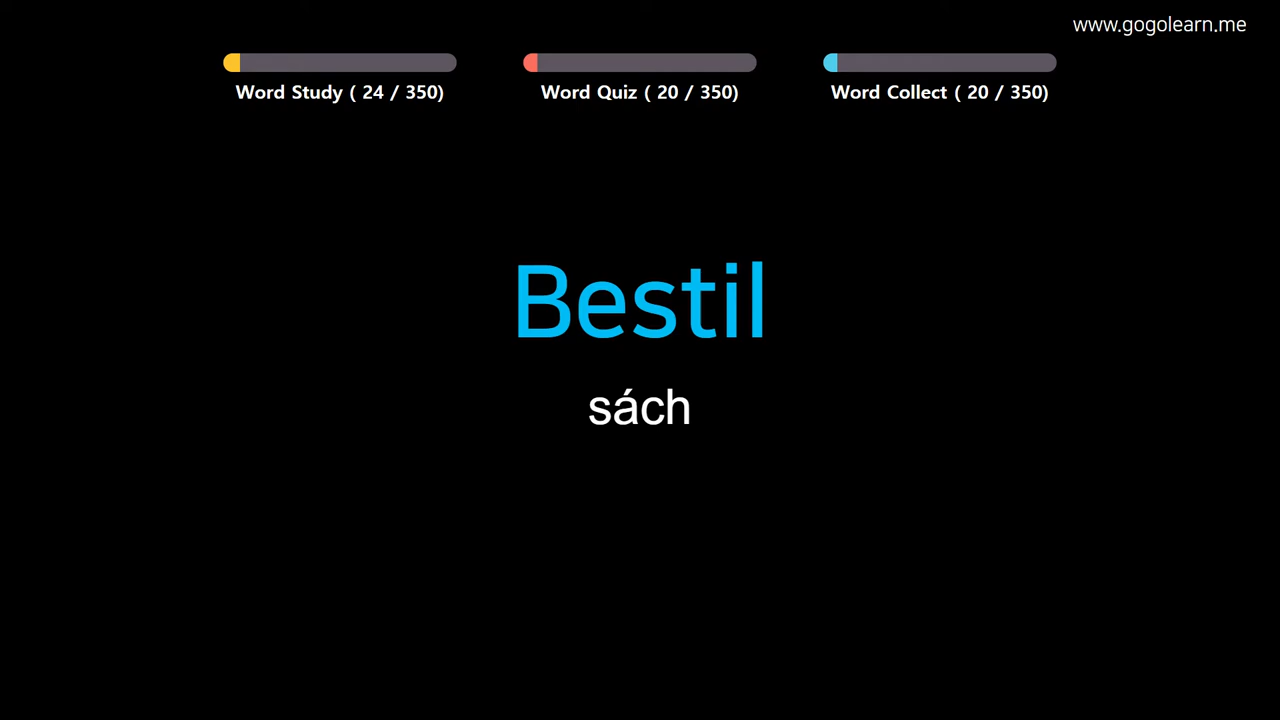 www.gogolearn.me
Word Study ( 24 / 350)
Word Quiz ( 20 / 350)
Word Collect ( 20 / 350)
Bestil
sách